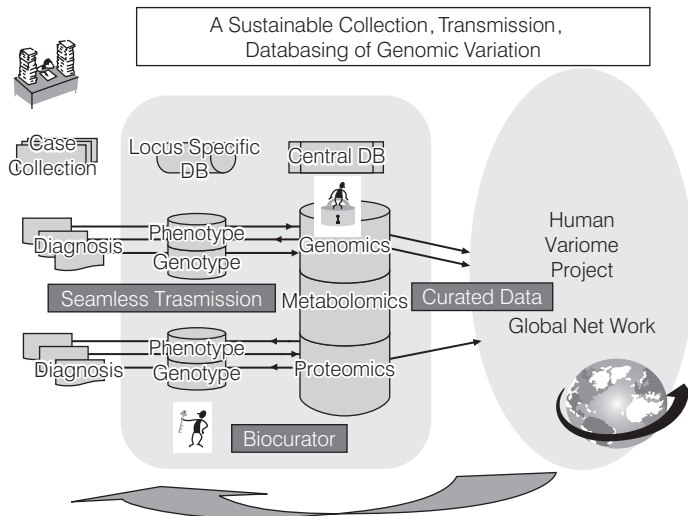 A Sustainable Collection, Transmission,
Databasing of Genomic Variation
Case
Collection
Locus Specific
DB
Central DB
Diagnosis
Phenotype
Genotype
Genomics
Human
Variome
Project
Seamless Trasmission
Metabolomics
Curated Data
Global Net Work
Diagnosis
Phenotype
Genotype
Proteomics
Biocurator